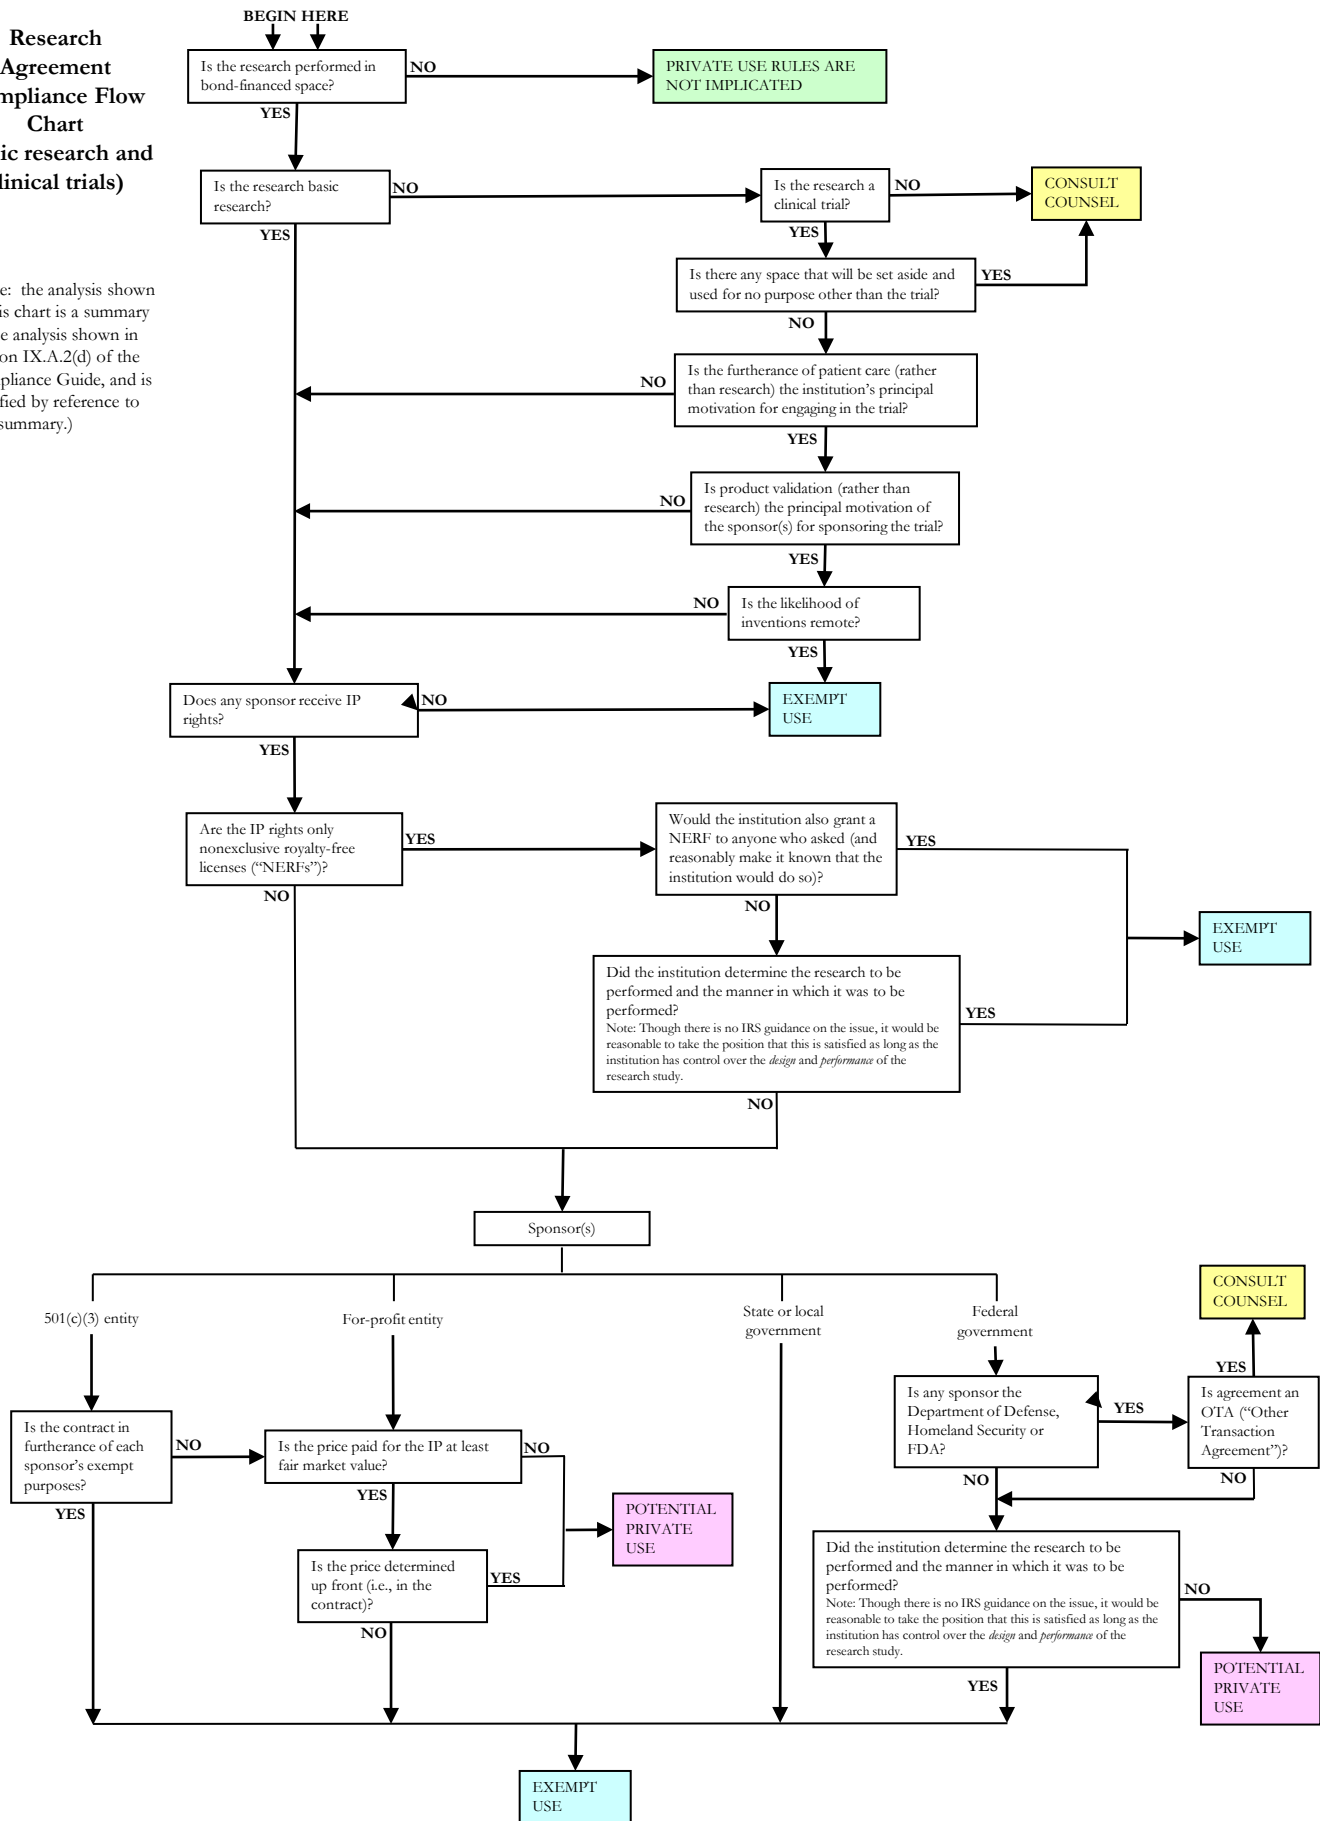 BEGIN HERE
Research
Agreement
mpliance Flow
Chart
ic research and
linical trials)
Is the research performed in
bond-financed space?
NO
PRIVATE USE RULES ARE
NOT IMPLICATED
YES
Is the research basic
research?
NO
Is the research a
clinical trial?
NO
CONSULT
COUNSEL
YES
YES
Is there any space that will be set aside and
used for no purpose other than the trial?
YES
NO
e: the analysis shown
is chart is a summary
e analysis shown in
on IX.A.2(d) of the
pliance Guide, and is
fied by reference to
summary.)
Is the furtherance of patient care (rather
than research) the institution's principal
motivation for engaging in the trial?
NO
YES
Is product validation (rather than
research) the principal motivation of
the sponsor(s) for sponsoring the trial?
NO
YES
Is the likelihood of
inventions remote?
NO
YES
Does any sponsor receive IP
rights?
NO
EXEMPT
USE
YES
Are the IP rights only
nonexclusive royalty-free
licenses ("NERFs")?
YES
Would the institution also grant a
NERF to anyone who asked (and
reasonably make it known that the
institution would do so)?
YES
NO
NO
EXEMPT
USE
Did the institution determine the research to be
performed and the manner in which it was to be
performed?
Note: Though there is no IRS guidance on the issue, it would be
reasonable to take the position that this is satisfied as long as the
institution has control over the design and performance of the
research study.
YES
NO
Sponsor(s)
501(c)(3) entity
For-profit entity
State or local
government
Federal
government
CONSULT
COUNSEL
YES
Is the contract in
furtherance of each
sponsor's exempt
purposes?
NO
YES
Is the price paid for the IP at least
fair market value?
NO
YES
Is any sponsor the
Department of Defense,
Homeland Security or
FDA?
YES
NO
Is agreement an
OTA ("Other
Transaction
Agreement")?
NO
POTENTIAL
PRIVATE
USE
Is the price determined
up front (i.e., in the
contract)?
YES
NO
Did the institution determine the research to be
performed and the manner in which it was to be
performed?
Note: Though there is no IRS guidance on the issue, it would be
reasonable to take the position that this is satisfied as long as the
institution has control over the design and performance of the
research study.
NO
YES
POTENTIAL
PRIVATE
USE
EXEMPT
USE